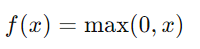 f(x) = max(0, x)